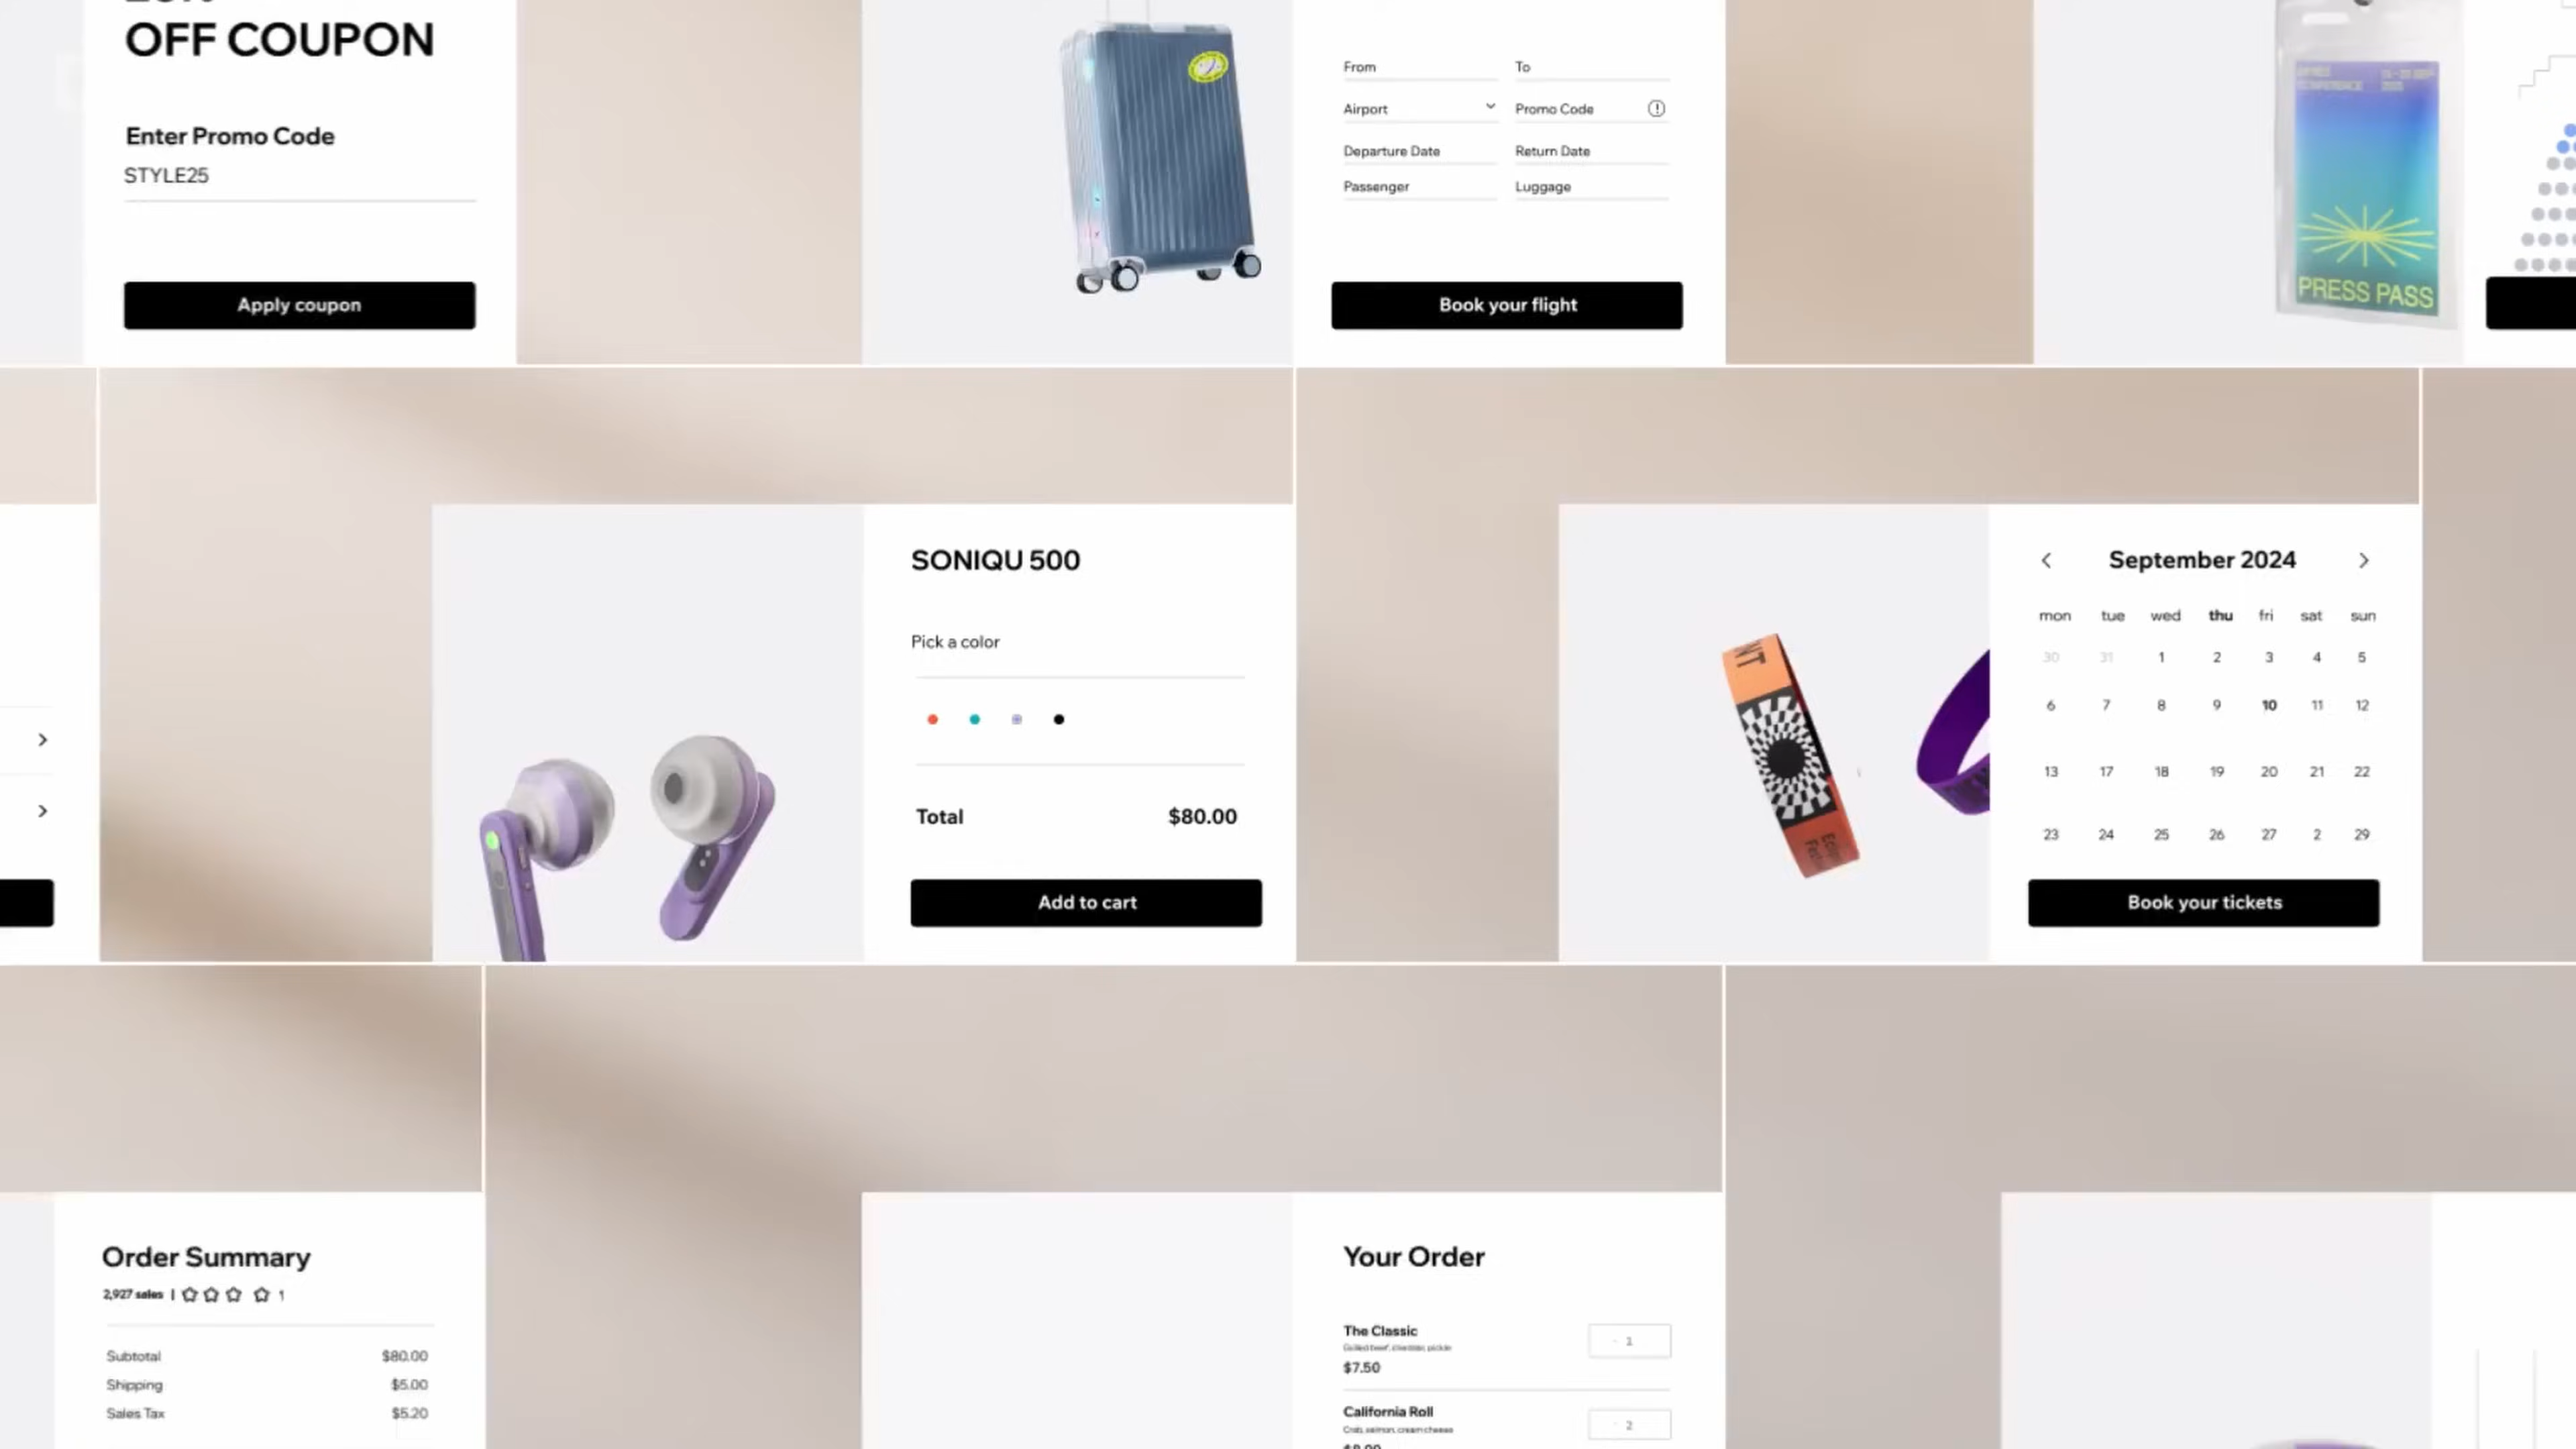 OFF COUPON
Enter Promo Code
STYLE25
Apply coupon
From To
Airport Promo Code
Departure Date Return Date
Passenger Luggage
Book your flight
PRESS PASS
SONIQU 500
Pick a color
Total $80.00
Add to cart
NT
September 2024
mon tue wed thu fri sat sun
30 31 1 2 3 4 5
6 7 8 9 10 11 12
13 17 18 19 20 21 22
23 24 25 26 27 2 29
Book your tickets
Order Summary
2,927 sales |
Subtotal $80.00
Shipping $5.00
Sales Tax $5.20
Your Order
The Classic
1
$7.50
California Roll
Crab, salmon, cream cheese
2